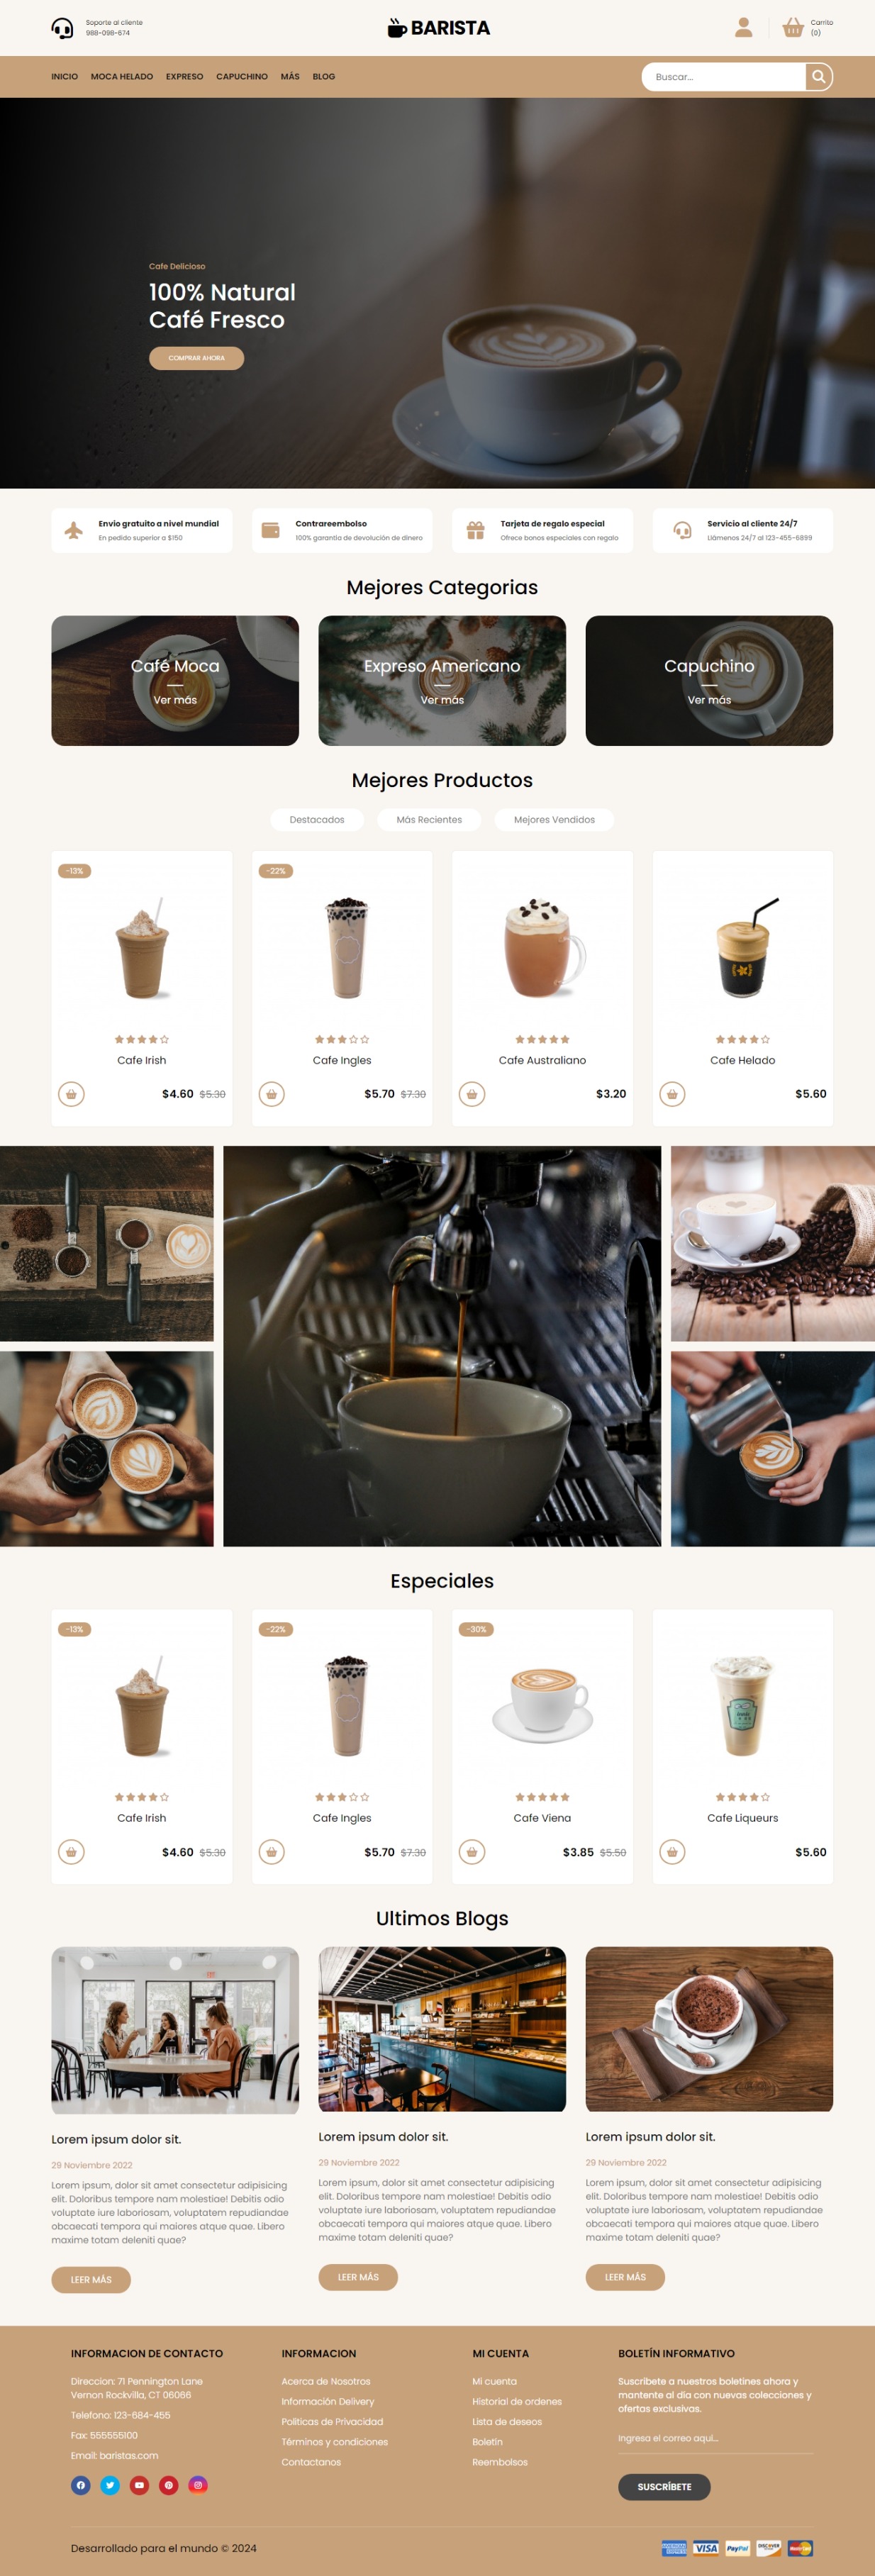 Soporte al cliente
988-098-674
BARISTA
Carrito
(0)
INICIO MOCA HELADO EXPRESO CAPUCHINO MÁS BLOG
Buscar...
Cafe Delicioso
100% Natural
Café Fresco
COMPRAR AHORA
Envio gratuito a nivel mundial
En pedido superior a $150
Contrareembolso
100% garantía de devolución de dinero
Tarjeta de regalo especial
Ofrece bonos especiales con regalo
Servicio al cliente 24/7
LLámenos 24/7 al 123-455-6899
Mejores Categorias
Café Moca
Ver más
Expreso Americano
Ver más
Capuchino
Ver más
Mejores Productos
Destacados Más Recientes Mejores Vendidos
-13%
Cafe Irish
$4.60 $5.30
-22%
Cafe Ingles
$5.70 $7.30
Cafe Australiano
$3.20
Cafe Helado
$5.60
Especiales
-13%
Cafe Irish
$4.60 $5.30
-22%
Cafe Ingles
$5.70 $7.30
-30%
Cafe Viena
$3.85 $5.50
Cafe Liqueurs
$5.60
Ultimos Blogs
Lorem ipsum dolor sit.
29 Noviembre 2022
Lorem ipsum, dolor sit amet consectetur adipisicing
elit. Doloribus tempore nam molestiae! Debitis odio
voluptate iure laboriosam, voluptatem repudiandae
obcaecati tempora qui maiores atque quae. Libero
maxime totam deleniti quae?
LEER MÁS
Lorem ipsum dolor sit.
29 Noviembre 2022
Lorem ipsum, dolor sit amet consectetur adipisicing
elit. Doloribus tempore nam molestiae! Debitis odio
voluptate iure laboriosam, voluptatem repudiandae
obcaecati tempora qui maiores atque quae. Libero
maxime totam deleniti quae?
LEER MÁS
Lorem ipsum dolor sit.
29 Noviembre 2022
Lorem ipsum, dolor sit amet consectetur adipisicing
elit. Doloribus tempore nam molestiae! Debitis odio
voluptate iure laboriosam, voluptatem repudiandae
obcaecati tempora qui maiores atque quae. Libero
maxime totam deleniti quae?
LEER MÁS
INFORMACION DE CONTACTO
Direccion: 71 Pennington Lane
Vernon Rockvilla, CT 06066
Telefono: 123-684-455
Fax: 555555100
Email: baristas.com
INFORMACION
Acerca de Nosotros
Información Delivery
Politicas de Privacidad
Términos y condiciones
Contactanos
MI CUENTA
Mi cuenta
Historial de ordenes
Lista de deseos
Boletin
Reembolsos
BOLETÍN INFORMATIVO
Suscríbete a nuestros boletines ahora y
mantente al día con nuevas colecciones y
ofertas exclusivas.
Ingresa el correo aquí...
SUSCRÍBETE
Desarrollado para el mundo © 2024
AMERICAN EXPRESS VISA PayPal DISCOVER MasterCard